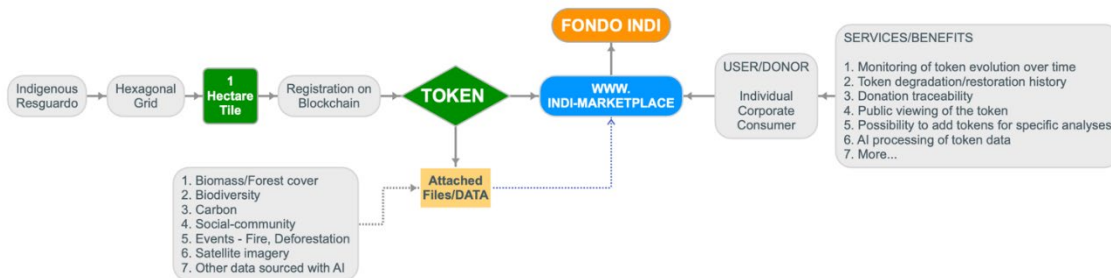 FONDO INDI
SERVICES/BENEFITS
1. Monitoring of token evolution over time
2. Token degradation/restoration history
3. Donation traceability
4. Public viewing of the token
5. Possibility to add tokens for specific analyses
6. AI processing of token data
7. More...
Indigenous
Resguardo
Hexagonal
Grid
1
Hectare
Tile
Registration on
Blockchain
TOKEN
WWW.
INDI-MARKETPLACE
USER/DONOR
Individual
Corporate
Consumer
1. Biomass/Forest cover
2. Biodiversity
3. Carbon
4. Social-community
5. Events - Fire, Deforestation
6. Satellite imagery
7. Other data sourced with AI
Attached
Files/DATA